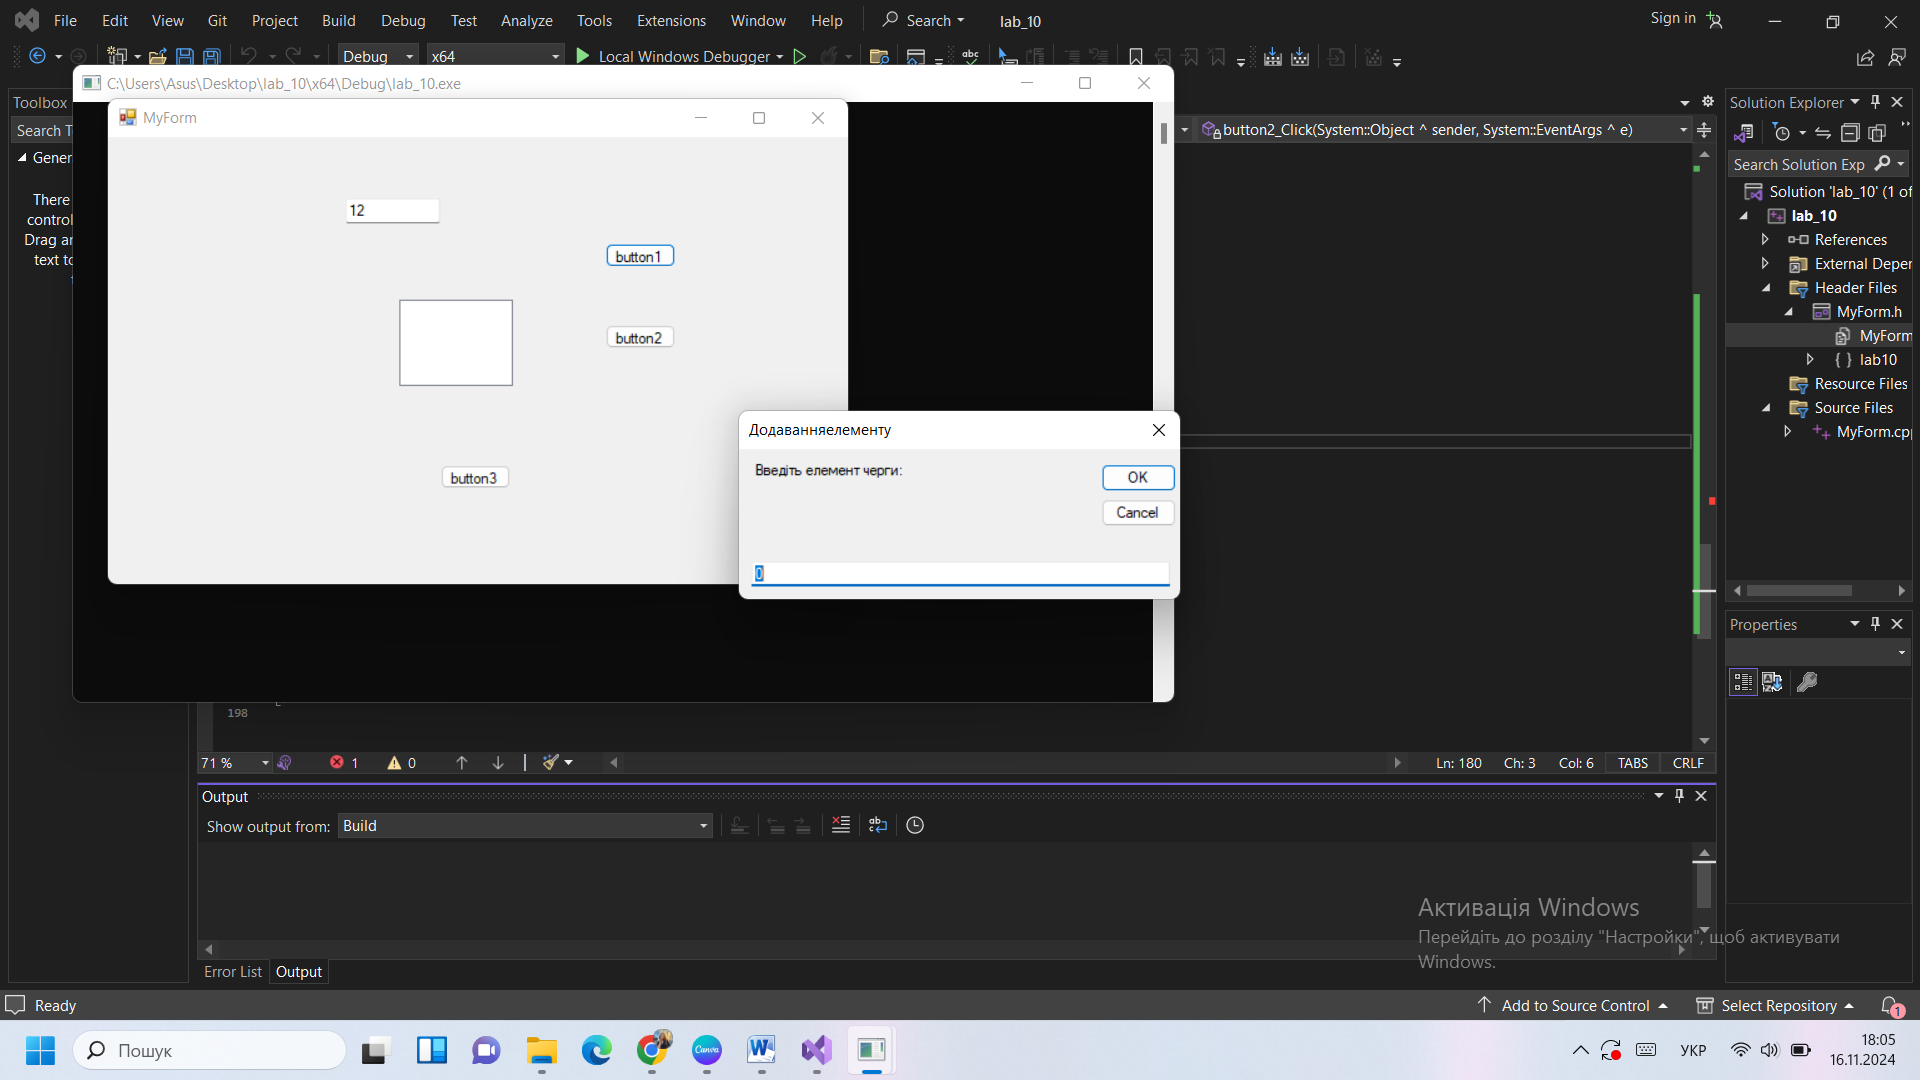 File Edit View Git Project Build Debug Test Analyze Tools Extensions Window Help Search lab_10 Sign in
Debug x64 Local Windows Debugger
C:\Users\Asus\Desktop\lab_10\x64\Debug\lab_10.exe
Toolbox
Search T
Gener
There
control
Drag ar
text to
MyForm
12
button1
button2
button3
Додаванняелементу
Введіть елемент черги:
OK
Cancel
0
button2_Click(System::Object ^ sender, System::EventArgs ^ e)
198
71 % 1 0 Ln: 180 Ch: 3 Col: 6 TABS CRLF
Output
Show output from: Build
Error List Output
Solution Explorer
Search Solution Exp
Solution 'lab_10' (1 of
lab_10
References
External Deper
Header Files
MyForm.h
MyForm
lab10
Resource Files
Source Files
MyForm.cp
Properties
Активація Windows
Перейдіть до розділу "Настройки", щоб активувати
Windows.
Ready Add to Source Control Select Repository 1
Пошук Canva УКР 18:05
16.11.2024